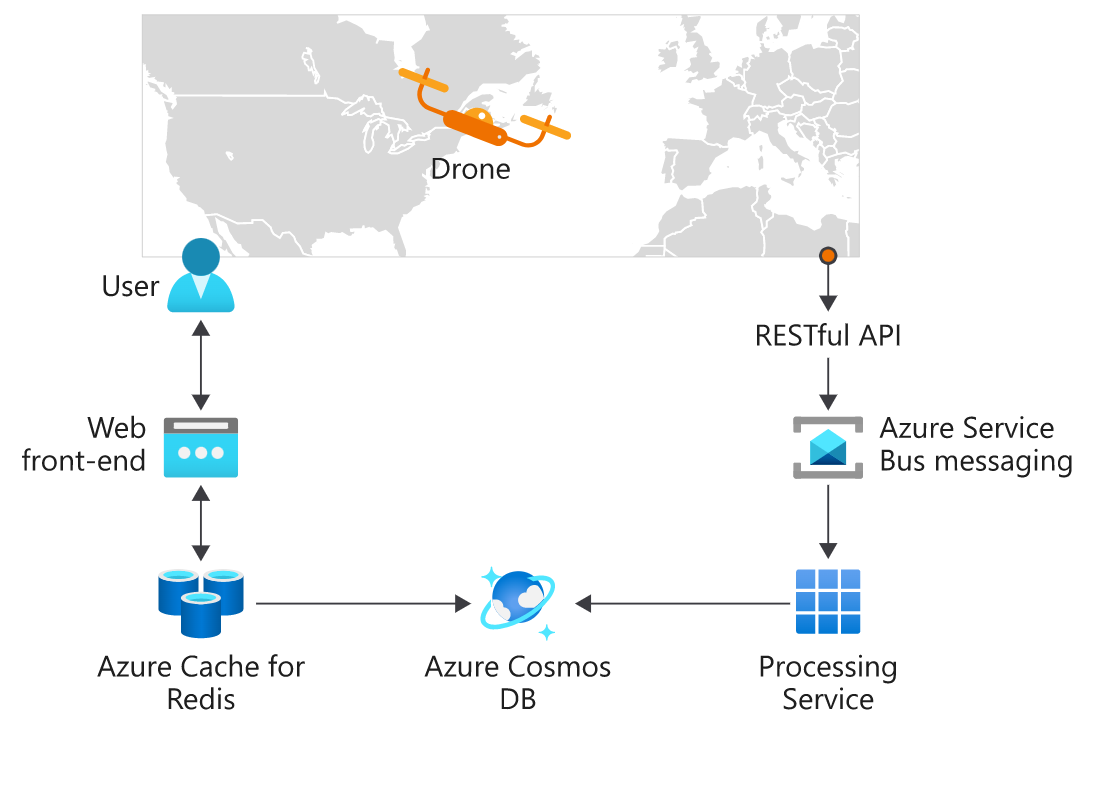 Drone
User
RESTful API
Web
front-end
Azure Service
Bus messaging
Azure Cache for
Redis
Azure Cosmos
DB
Processing
Service